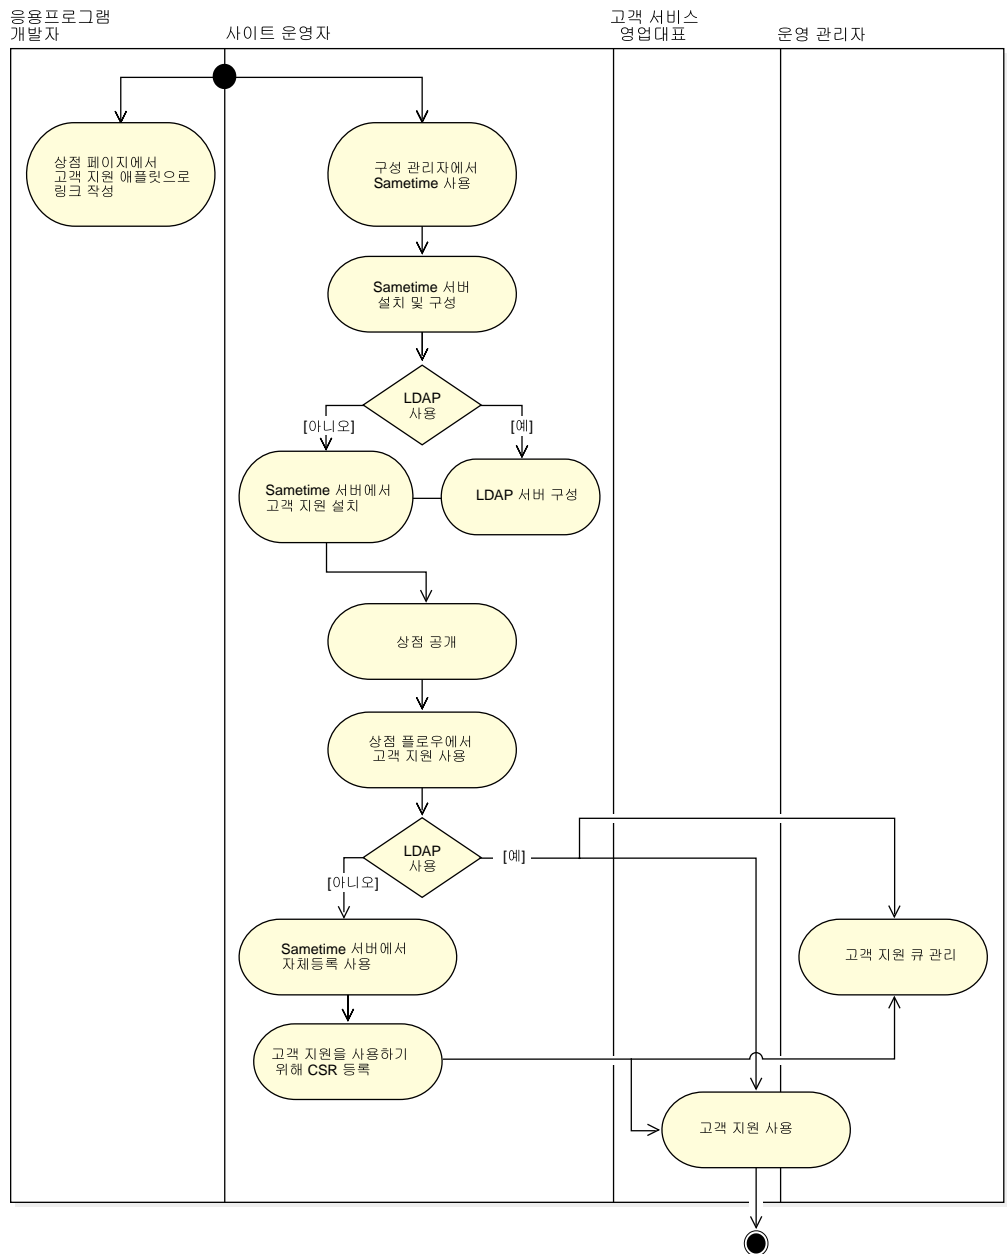 응용프로그램
개발자
사이트 운영자
고객 서비스
영업대표
운영 관리자
상점 페이지에서
고객 지원 애플릿으로
링크 작성
구성 관리자에서
Sametime 사용
Sametime 서버
설치 및 구성
LDAP
사용
[아니오]
[예]
Sametime 서버에서
고객 지원 설치
LDAP 서버 구성
상점 공개
상점 플로우에서
고객 지원 사용
LDAP
사용
[예]
[아니오]
Sametime 서버에서
자체등록 사용
고객 지원 큐 관리
고객 지원을 사용하기
위해 CSR 등록
고객 지원 사용